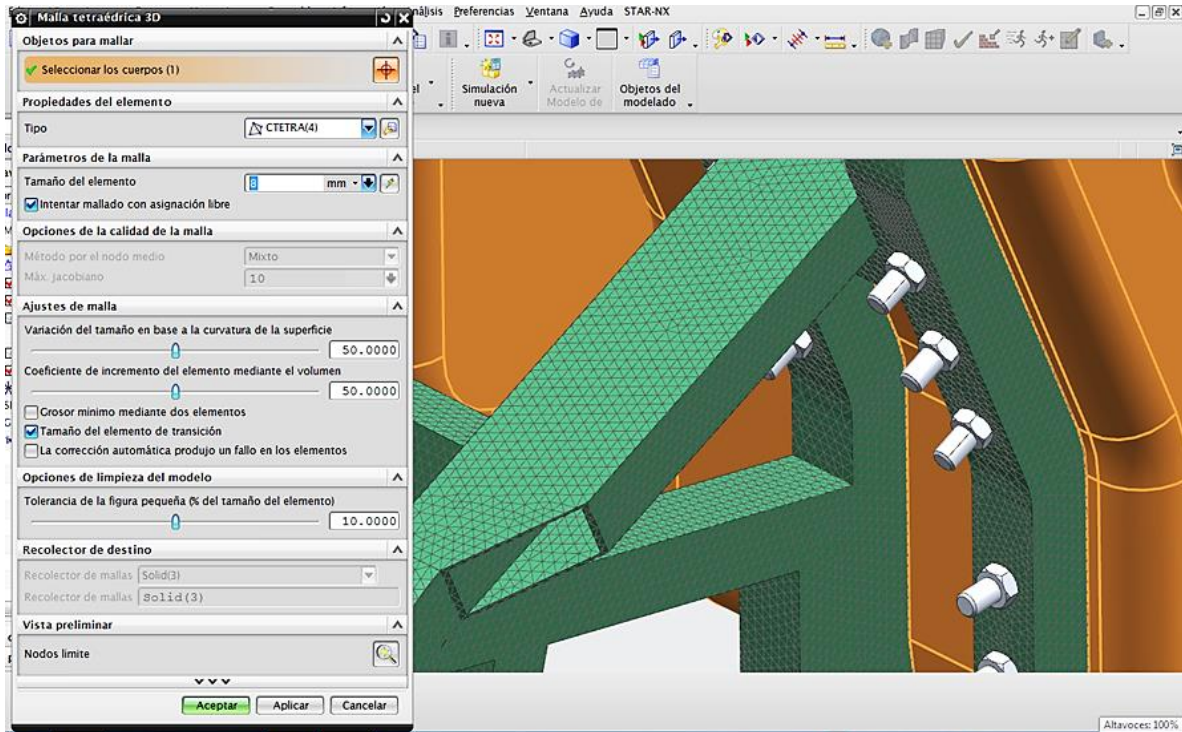 Malla tetraédrica 3D
nálisis Preferencias Ventana Ayuda STAR-NX
Objetos para mallar
Seleccionar los cuerpos (1)
Simulación nueva
Actualizar Modelo de
Objetos del modelado
Propiedades del elemento
Tipo CTETRA(4)
Parámetros de la malla
Tamaño del elemento 8 mm
Intentar mallado con asignación libre
Opciones de la calidad de la malla
Método por el nodo medio Mixto
Máx. Jacobiano 10
Ajustes de malla
Variación del tamaño en base a la curvatura de la superficie
50.0000
Coeficiente de incremento del elemento mediante el volumen
50.0000
Grosor mínimo mediante dos elementos
Tamaño del elemento de transición
La corrección automática produjo un fallo en los elementos
Opciones de limpieza del modelo
Tolerancia de la figura pequeña (% del tamaño del elemento)
10.0000
Recolector de destino
Recolector de mallas Solid(3)
Recolector de mallas Solid(3)
Vista preliminar
Nodos límite
Aceptar Aplicar Cancelar
Altavoces: 100%